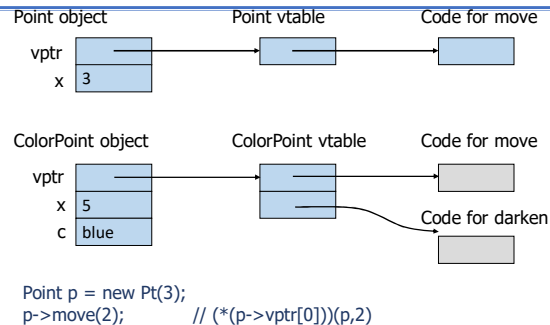 Point object Point vtable Code for move
vptr
x 3
ColorPoint object ColorPoint vtable Code for move
vptr
x 5
Code for darken
c blue
Point p = new Pt(3);
p->move(2); // (*(p->vptr[0]))(p,2)